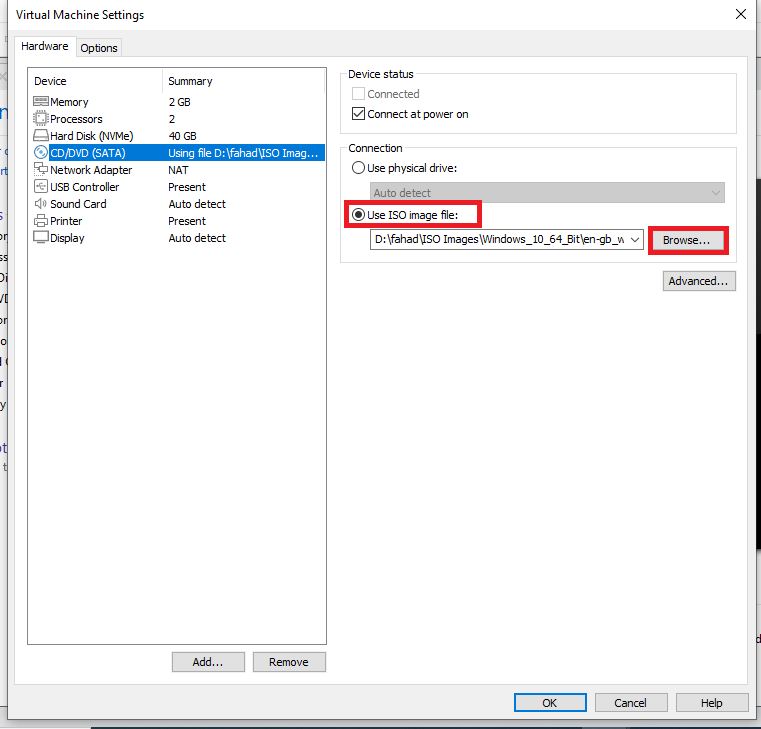 Virtual Machine Settings
Hardware Options
Device Summary
Memory 2 GB
Processors 2
Hard Disk (NVMe) 40 GB
CD/DVD (SATA) Using file D:\fahad\ISO Imag...
Network Adapter NAT
USB Controller Present
Sound Card Auto detect
Printer Present
Display Auto detect
Add... Remove
Device status
Connected
Connect at power on
Connection
Use physical drive:
Auto detect
Use ISO image file:
D:\fahad\ISO Images\Windows_10_64_Bit\en-gb_w
Browse...
Advanced...
OK Cancel Help